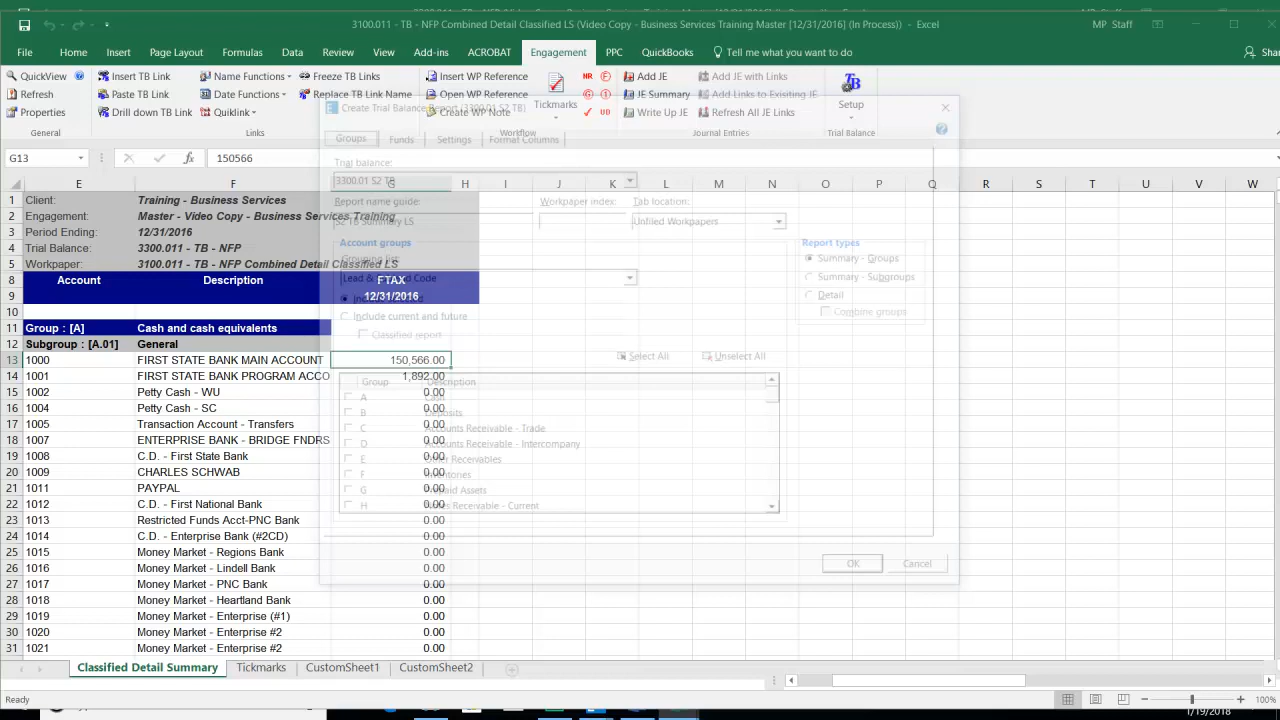 3100.011 - TB - NFP Combined Detail Classified LS (Video Copy - Business Services Training Master [12/31/2016] (In Process)) - Excel
MP Staff
File Home Insert Page Layout Formulas Data Review View Add-ins ACROBAT Engagement PPC QuickBooks Tell me what you want to do
QuickView Insert TB Link Name Functions Freeze TB Links Insert WP Reference NR Add JE Add JE with Links
Refresh Paste TB Link Date Functions Replace TB Link Name Open WP Reference Tickmarks JE Summary Add Links to Exisiting JE Setup
Properties Drill down TB Link Quiklink Create WP Note UD Write Up JE Refresh All JE Links
General Links Workflow Journal Entries Trial Balance
G13 fx 150566
E F G H I J K L M N O P Q R S T U V W
1 Client: Training - Business Services
2 Engagement: Master - Video Copy - Business Services Training
3 Period Ending: 12/31/2016
4 Trial Balance: 3300.011 - TB - NFP
5 Workpaper: 3100.011 - TB - NFP Combined Detail Classified LS
8 Account Description FTAX
9 12/31/2016
10
11 Group : [A] Cash and cash equivalents
12 Subgroup : [A.01] General
13 1000 FIRST STATE BANK MAIN ACCOUNT 150,566.00
14 1001 FIRST STATE BANK PROGRAM ACCO 1,892.00
15 1002 Petty Cash - WU 0.00
16 1004 Petty Cash - SC 0.00
17 1005 Transaction Account - Transfers 0.00
18 1007 ENTERPRISE BANK - BRIDGE FNDRS 0.00
19 1008 C.D. - First State Bank 0.00
20 1009 CHARLES SCHWAB 0.00
21 1011 PAYPAL 0.00
22 1012 C.D. - First National Bank 0.00
23 1013 Restricted Funds Acct-PNC Bank 0.00
24 1014 C.D. - Enterprise Bank (#2CD) 0.00
25 1015 Money Market - Regions Bank 0.00
26 1016 Money Market - Lindell Bank 0.00
27 1017 Money Market - PNC Bank 0.00
28 1018 Money Market - Heartland Bank 0.00
29 1019 Money Market - Enterprise (#1) 0.00
30 1020 Money Market - Enterprise #2 0.00
31 1021 Money Market - Enterprise #2 0.00
Create Trial Balance Report (3300.01 S2 TB)
Groups Funds Settings Format Columns
Trial balance:
3300.01 S2 TB
Report name guide: Workpaper index: Tab location:
S2 TB Summary LS Unfiled Workpapers
Account groups Report types
Grouping list: Summary - Groups
Lead & Code Summary - Subgroups
Detail
Include current and future Combine groups
Classified report
Select All Unselect All
Group Description
A Cash
B Deposits
C Accounts Receivable - Trade
D Accounts Receivable - Intercompany
E Receivables
F Inventories
G Prepaid Assets
H Notes Receivable - Current
OK Cancel
Classified Detail Summary Tickmarks CustomSheet1 CustomSheet2
Ready 100%
1/19/2018